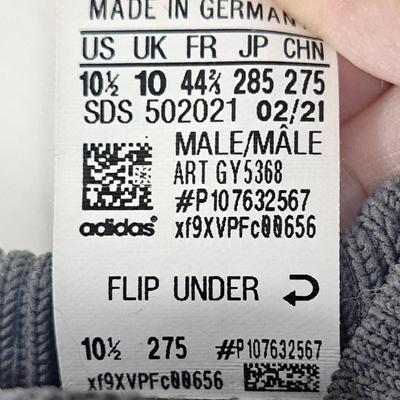 MADE IN GERMAN
US UK FR JP CHN
10½ 10 44⅔ 285 275
SDS 502021 02/21
MALE/MÂLE
ART GY5368
#P107632567
adidas® xf9XVPFc00656
FLIP UNDER
10½ 275 #P107632567
xf9XVPFc00656